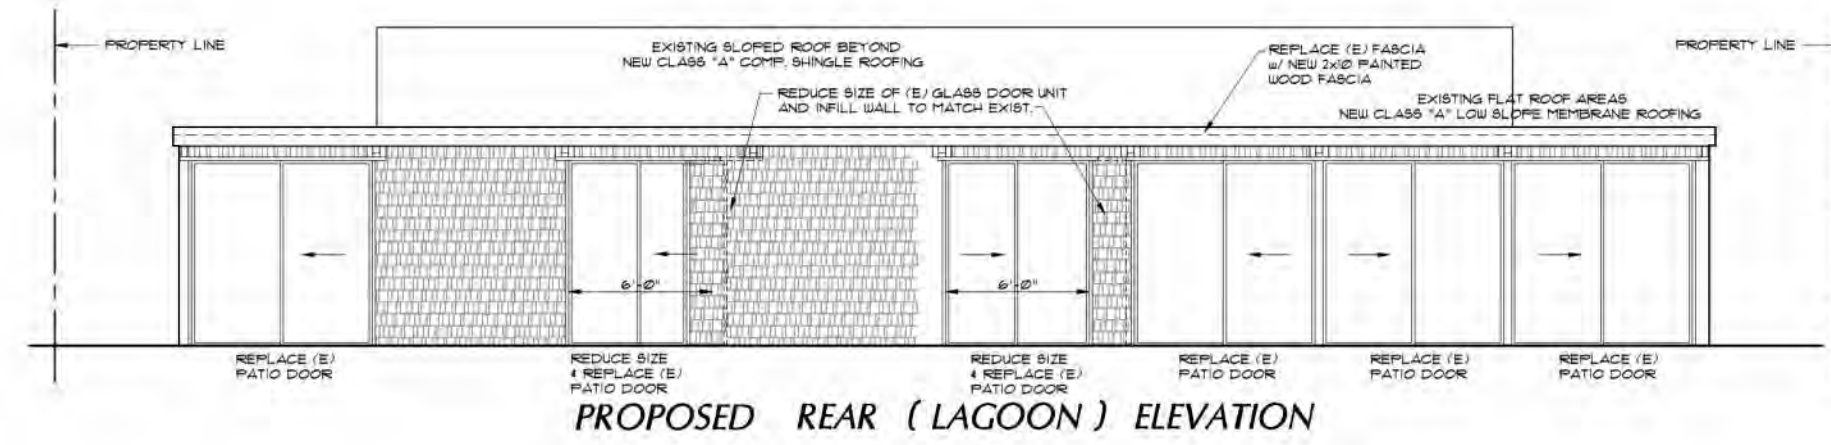 PROPERTY LINE
EXISTING SLOPED ROOF BEYOND
NEW CLASS "A" COMP. SHINGLE ROOFING
REPLACE (E) FASCIA
w/ NEW 2x10 PAINTED
WOOD FASCIA
PROPERTY LINE
REDUCE SIZE OF (E) GLASS DOOR UNIT
AND INFILL WALL TO MATCH EXIST.
EXISTING FLAT ROOF AREAS
NEW CLASS "A" LOW SLOPE MEMBRANE ROOFING
6'-0"
6'-0"
REPLACE (E)
PATIO DOOR
REDUCE SIZE
& REPLACE (E)
PATIO DOOR
REDUCE SIZE
& REPLACE (E)
PATIO DOOR
REPLACE (E)
PATIO DOOR
REPLACE (E)
PATIO DOOR
REPLACE (E)
PATIO DOOR
PROPOSED REAR (LAGOON) ELEVATION